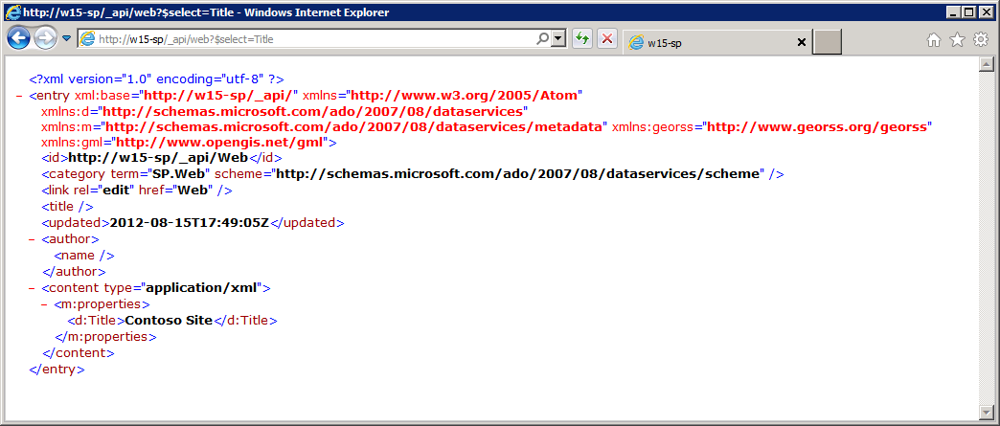 http://w15-sp/_api/web?$select=Title - Windows Internet Explorer
http://w15-sp/_api/web?$select=Title
w15-sp
<?xml version="1.0" encoding="utf-8" ?>
- <entry xml:base="http://w15-sp/_api/" xmlns="http://www.w3.org/2005/Atom"
xmlns:d="http://schemas.microsoft.com/ado/2007/08/dataservices"
xmlns:m="http://schemas.microsoft.com/ado/2007/08/dataservices/metadata" xmlns:georss="http://www.georss.org/georss"
xmlns:gml="http://www.opengis.net/gml">
<id>http://w15-sp/_api/Web</id>
<category term="SP.Web" scheme="http://schemas.microsoft.com/ado/2007/08/dataservices/scheme" />
<link rel="edit" href="Web" />
<title />
<updated>2012-08-15T17:49:05Z</updated>
- <author>
<name />
</author>
- <content type="application/xml">
- <m:properties>
<d:Title>Contoso Site</d:Title>
</m:properties>
</content>
</entry>